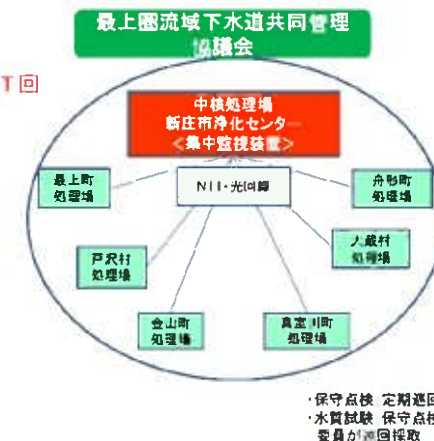 最上圏流域下水道共同管理
協議会
T回
中核処理場
新庄市浄化センター
<集中監視装置>
NTT・光回線
最上町
処理場
舟形町
処理場
戸沢村
処理場
大蔵村
処理場
金山町
処理場
真室川町
処理場
・保守点検 定期巡回
・水質試験 保守点検
要員が巡回採取